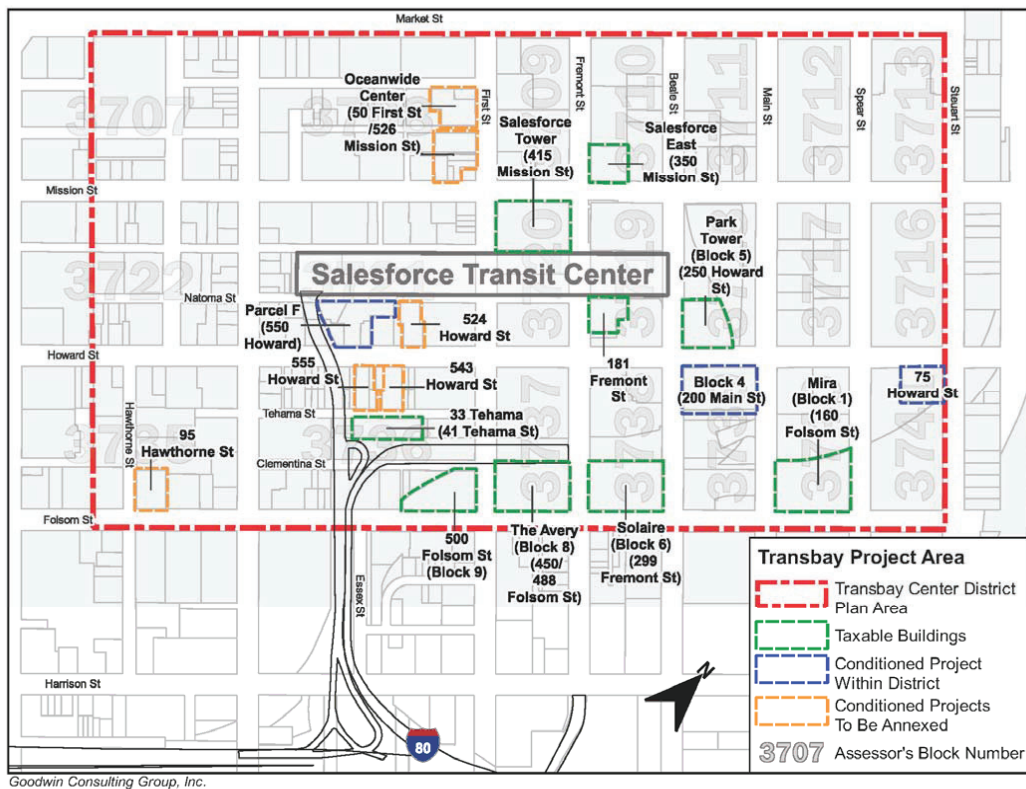 Market St
Oceanwide
Center
(50 First St
/526
Mission St)
First St
3709
Fremont St
3710
Beale St
3711
Main St
3712
Spear St
3713
Steuart St
3707
Salesforce
Tower
(415
Mission St)
Salesforce
East
(350
Mission St)
Mission St
Park
Tower
(Block 5)
(250 Howard
St)
3720
3719
3717
3716
3722
Salesforce Transit Center
Natoma St
Parcel F
(550
Howard)
524
Howard St
181
Fremont
St
Howard St
555
Howard St
543
Howard St
Block 4
(200 Main St)
Mira
(Block 1)
(160
Folsom St)
75
Howard St
3737
3738
Tehama St
33 Tehama
(41 Tehama St)
Hawthorne St
95
Hawthorne St
Clementina St
Folsom St
500
Folsom St
(Block 9)
The Avery
(Block 8)
(450/
488
Folsom St)
Solaire
(Block 6)
(299
Fremont St)
Essex St
Harrison St
80
N
Transbay Project Area
Transbay Center District
Plan Area
Taxable Buildings
Conditioned Project
Within District
Conditioned Projects
To Be Annexed
3707 Assessor's Block Number
Goodwin Consulting Group, Inc.